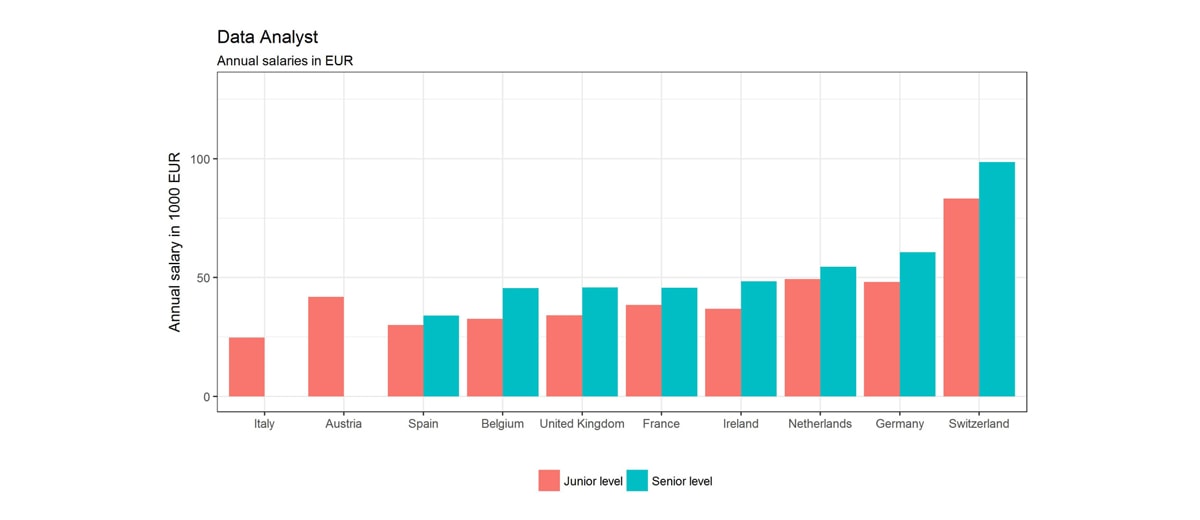 Data Analyst
Annual salaries in EUR
Annual salary in 1000 EUR
100
50
0
Italy Austria Spain Belgium United Kingdom France Ireland Netherlands Germany Switzerland
Junior level Senior level